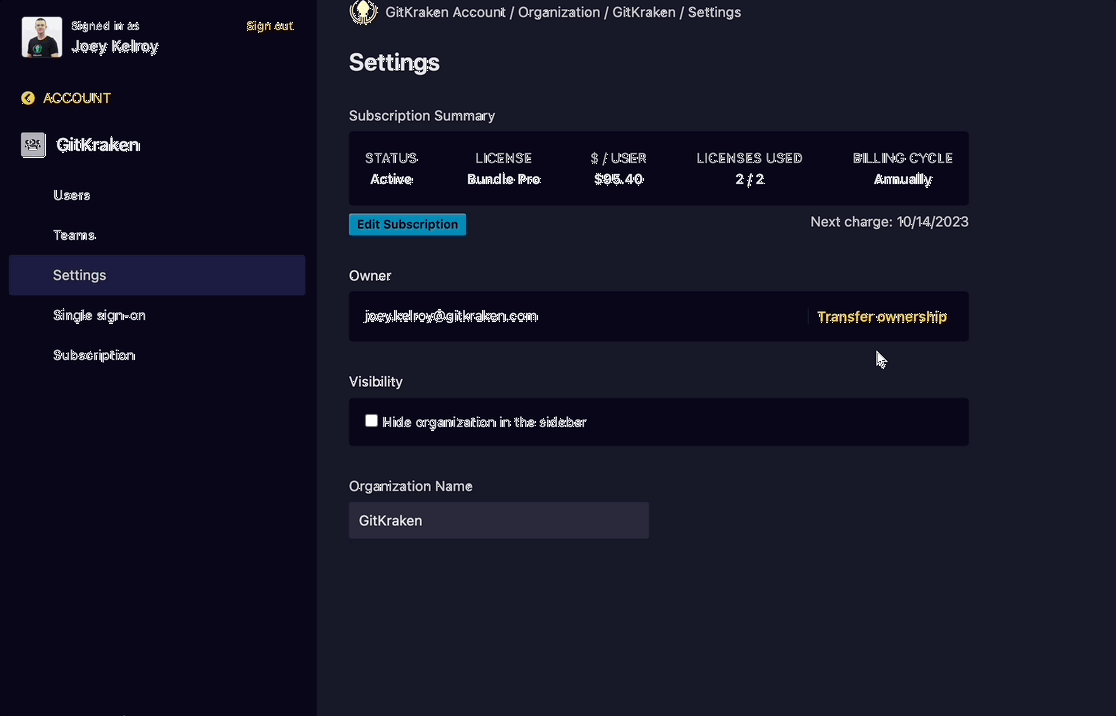 Signed in as
Joey Kelroy
Sign out
ACCOUNT
GitKraken
Users
Teams
Settings
Single sign-on
Subscription
GitKraken Account / Organization / GitKraken / Settings
Settings
Subscription Summary
STATUS LICENSE $ / USER LICENSES USED BILLING CYCLE
Active Bundle Pro $95.40 2 / 2 Annually
Edit Subscription
Next charge: 10/14/2023
Owner
joey.kelroy@gitkraken.com
Transfer ownership
Visibility
Hide organization in the sidebar
Organization Name
GitKraken